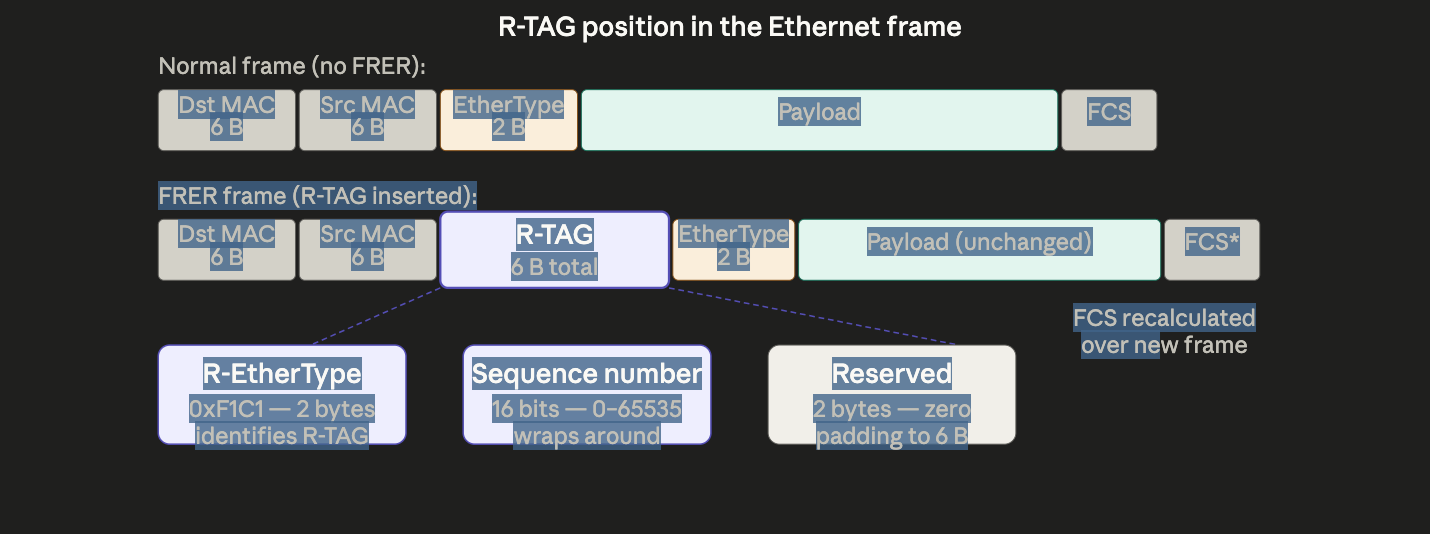 R-TAG position in the Ethernet frame
Normal frame (no FRER):
Dst MAC
6 B
Src MAC
6 B
EtherType
2 B
Payload
FCS
FRER frame (R-TAG inserted):
Dst MAC
6 B
Src MAC
6 B
R-TAG
6 B total
EtherType
2 B
Payload (unchanged)
FCS*
FCS recalculated
over new frame
R-EtherType
0xF1C1 — 2 bytes
identifies R-TAG
Sequence number
16 bits — 0–65535
wraps around
Reserved
2 bytes — zero
padding to 6 B